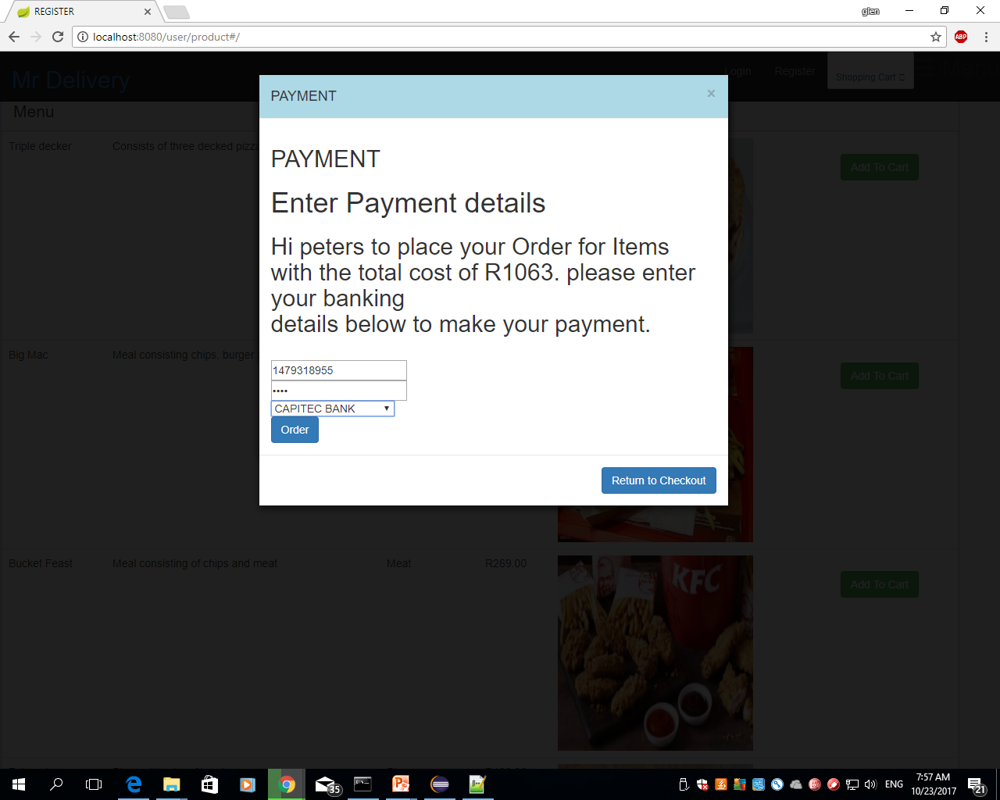 REGISTER
glen
localhost:8080/user/product#/
ABP
Mr Delivery
Login
Register
Shopping Cart
PAYMENT
×
Menu
Triple decker
Consists of three decked pizza
Add To Cart
PAYMENT
Enter Payment details
Hi peters to place your Order for Items
with the total cost of R1063. please enter
your banking
details below to make your payment.
Big Mac
Meal consisting chips, burger
Add To Cart
1479318955
••••
CAPITEC BANK
Order
Return to Checkout
Bucket Feast
Meal consisting of chips and meat
Meat
R269.00
KFC
Add To Cart
35
ENG
7:57 AM
10/23/2017
21